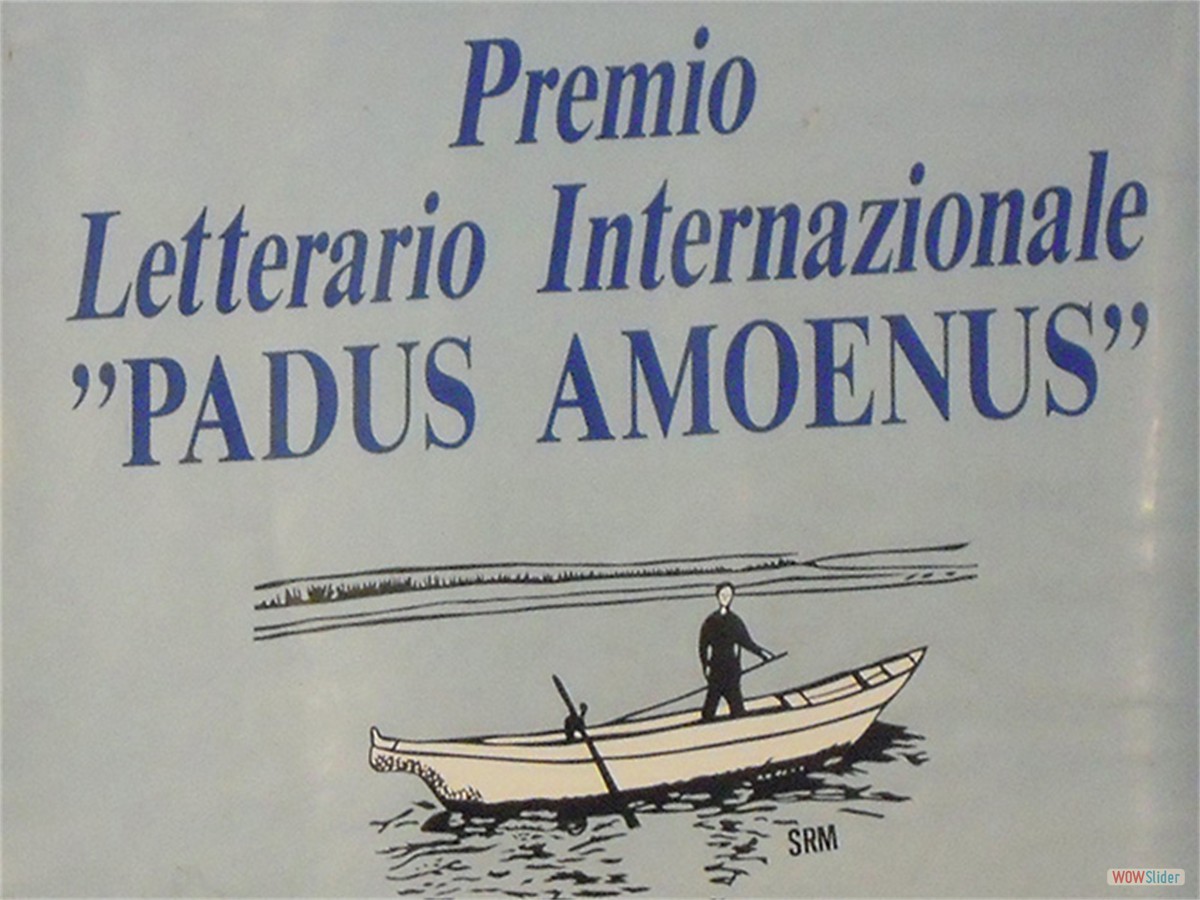 Premio
Letterario Internazionale
”PADUS AMOENUS”
SRM
WOWSlider